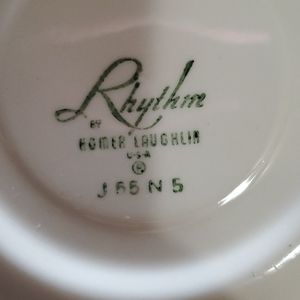 Rhythm
BY
HOMER LAUGHLIN
USA
®
J 55 N 5